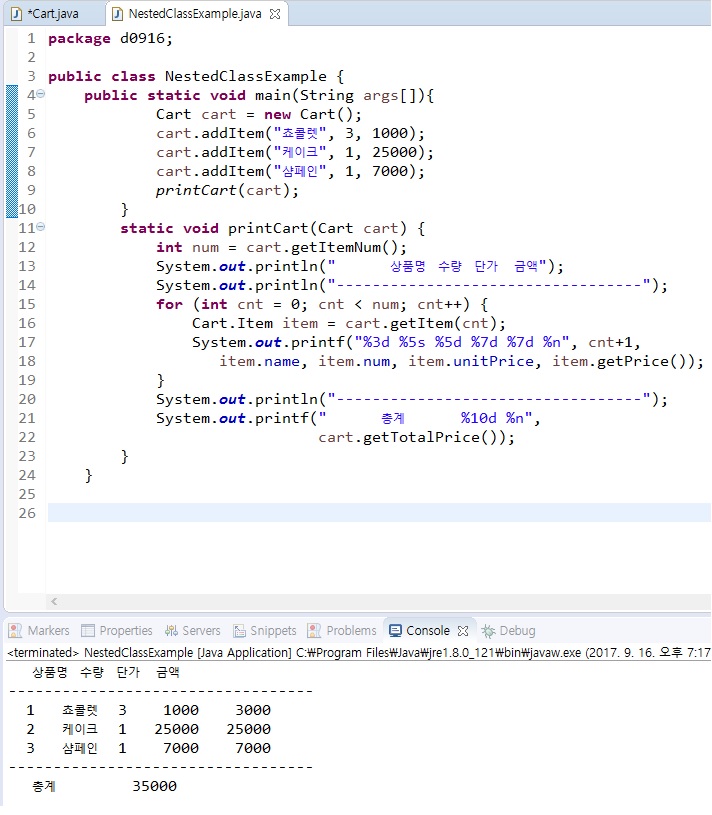 *Cart.java NestedClassExample.java
1 package d0916;
2
3 public class NestedClassExample {
4 public static void main(String args[]){
5 Cart cart = new Cart();
6 cart.addItem("쵸콜렛", 3, 1000);
7 cart.addItem("케이크", 1, 25000);
8 cart.addItem("샴페인", 1, 7000);
9 printCart(cart);
10 }
11 static void printCart(Cart cart) {
12 int num = cart.getItemNum();
13 System.out.println(" 상품명 수량 단가 금액");
14 System.out.println("----------------------------------");
15 for (int cnt = 0; cnt < num; cnt++) {
16 Cart.Item item = cart.getItem(cnt);
17 System.out.printf("%3d %5s %5d %7d %7d %n", cnt+1,
18 item.name, item.num, item.unitPrice, item.getPrice());
19 }
20 System.out.println("----------------------------------");
21 System.out.printf(" 총계 %10d %n",
22 cart.getTotalPrice());
23 }
24 }
25
26
Markers Properties Servers Snippets Problems Console Debug
<terminated> NestedClassExample [Java Application] C:₩Program Files₩Java₩jre1.8.0_121₩bin₩javaw.exe (2017. 9. 16. 오후 7:17
상품명 수량 단가 금액
----------------------------------
1 쵸콜렛 3 1000 3000
2 케이크 1 25000 25000
3 샴페인 1 7000 7000
----------------------------------
총계 35000